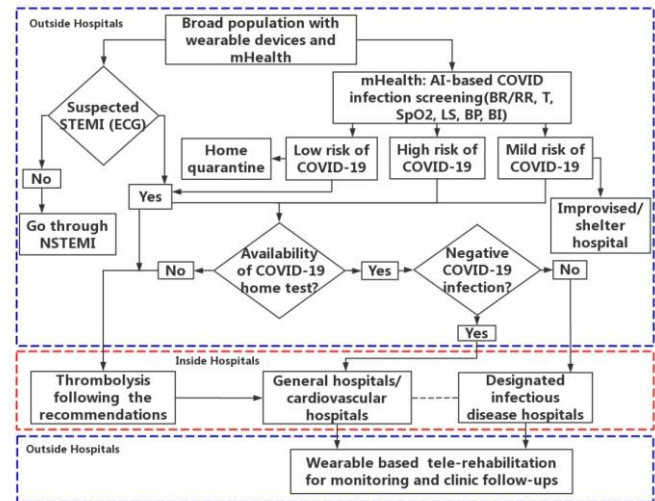 Outside Hospitals
Broad population with
wearable devices and
mHealth
Suspected
STEMI (ECG)
mHealth: AI-based COVID
infection screening(BR/RR, T,
SpO2, LS, BP, BI)
No
Yes
Home
quarantine
Low risk of
COVID-19
High risk of
COVID-19
Mild risk of
COVID-19
Go through
NSTEMI
Improvised/
shelter
hospital
No
Availability
of COVID-19
home test?
Yes
Negative
COVID-19
infection?
No
Yes
Inside Hospitals
Thrombolysis
following the
recommendations
General hospitals/
cardiovascular
hospitals
Designated
infectious
disease hospitals
Outside Hospitals
Wearable based tele-rehabilitation
for monitoring and clinic follow-ups